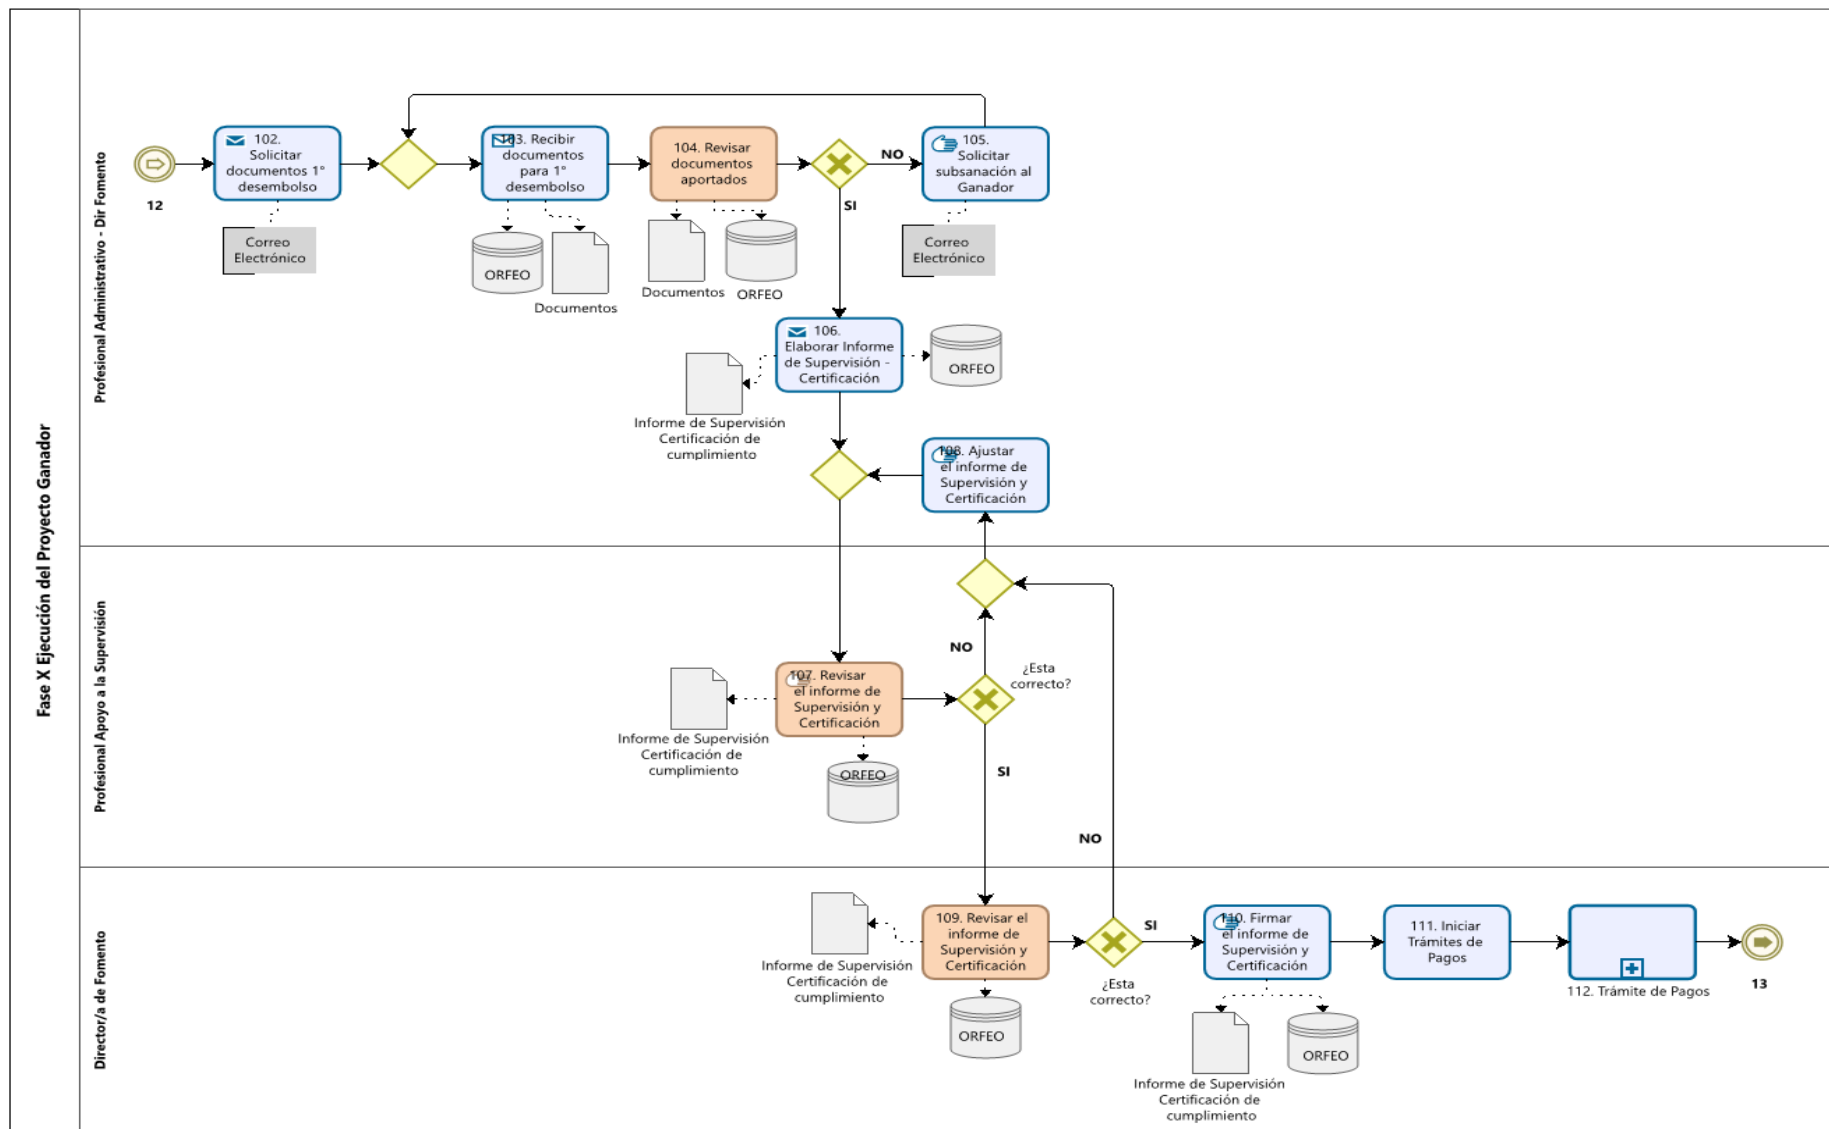 Fase X Ejecución del Proyecto Ganador
Profesional Administrativo - Dir Fomento
12
102.
Solicitar
documentos 1°
desembolso
Correo
Electrónico
103. Recibir
documentos
para 1°
desembolso
ORFEO
Documentos
104. Revisar
documentos
aportados
Documentos
ORFEO
NO
SI
105.
Solicitar
subsanación al
Ganador
Correo
Electrónico
106.
Elaborar Informe
de Supervisión -
Certificación
ORFEO
Informe de Supervisión
Certificación de
cumplimiento
108. Ajustar
el informe de
Supervisión y
Certificación
Profesional Apoyo a la Supervisión
107. Revisar
el informe de
Supervisión y
Certificación
Informe de Supervisión
Certificación de
cumplimiento
ORFEO
NO
¿Esta
correcto?
SI
NO
Director/a de Fomento
109. Revisar el
informe de
Supervisión y
Certificación
Informe de Supervisión
Certificación de
cumplimiento
ORFEO
SI
¿Esta
correcto?
110. Firmar
el informe de
Supervisión y
Certificación
Informe de Supervisión
Certificación de
cumplimiento
ORFEO
111. Iniciar
Trámites de
Pagos
112. Trámite de Pagos
13